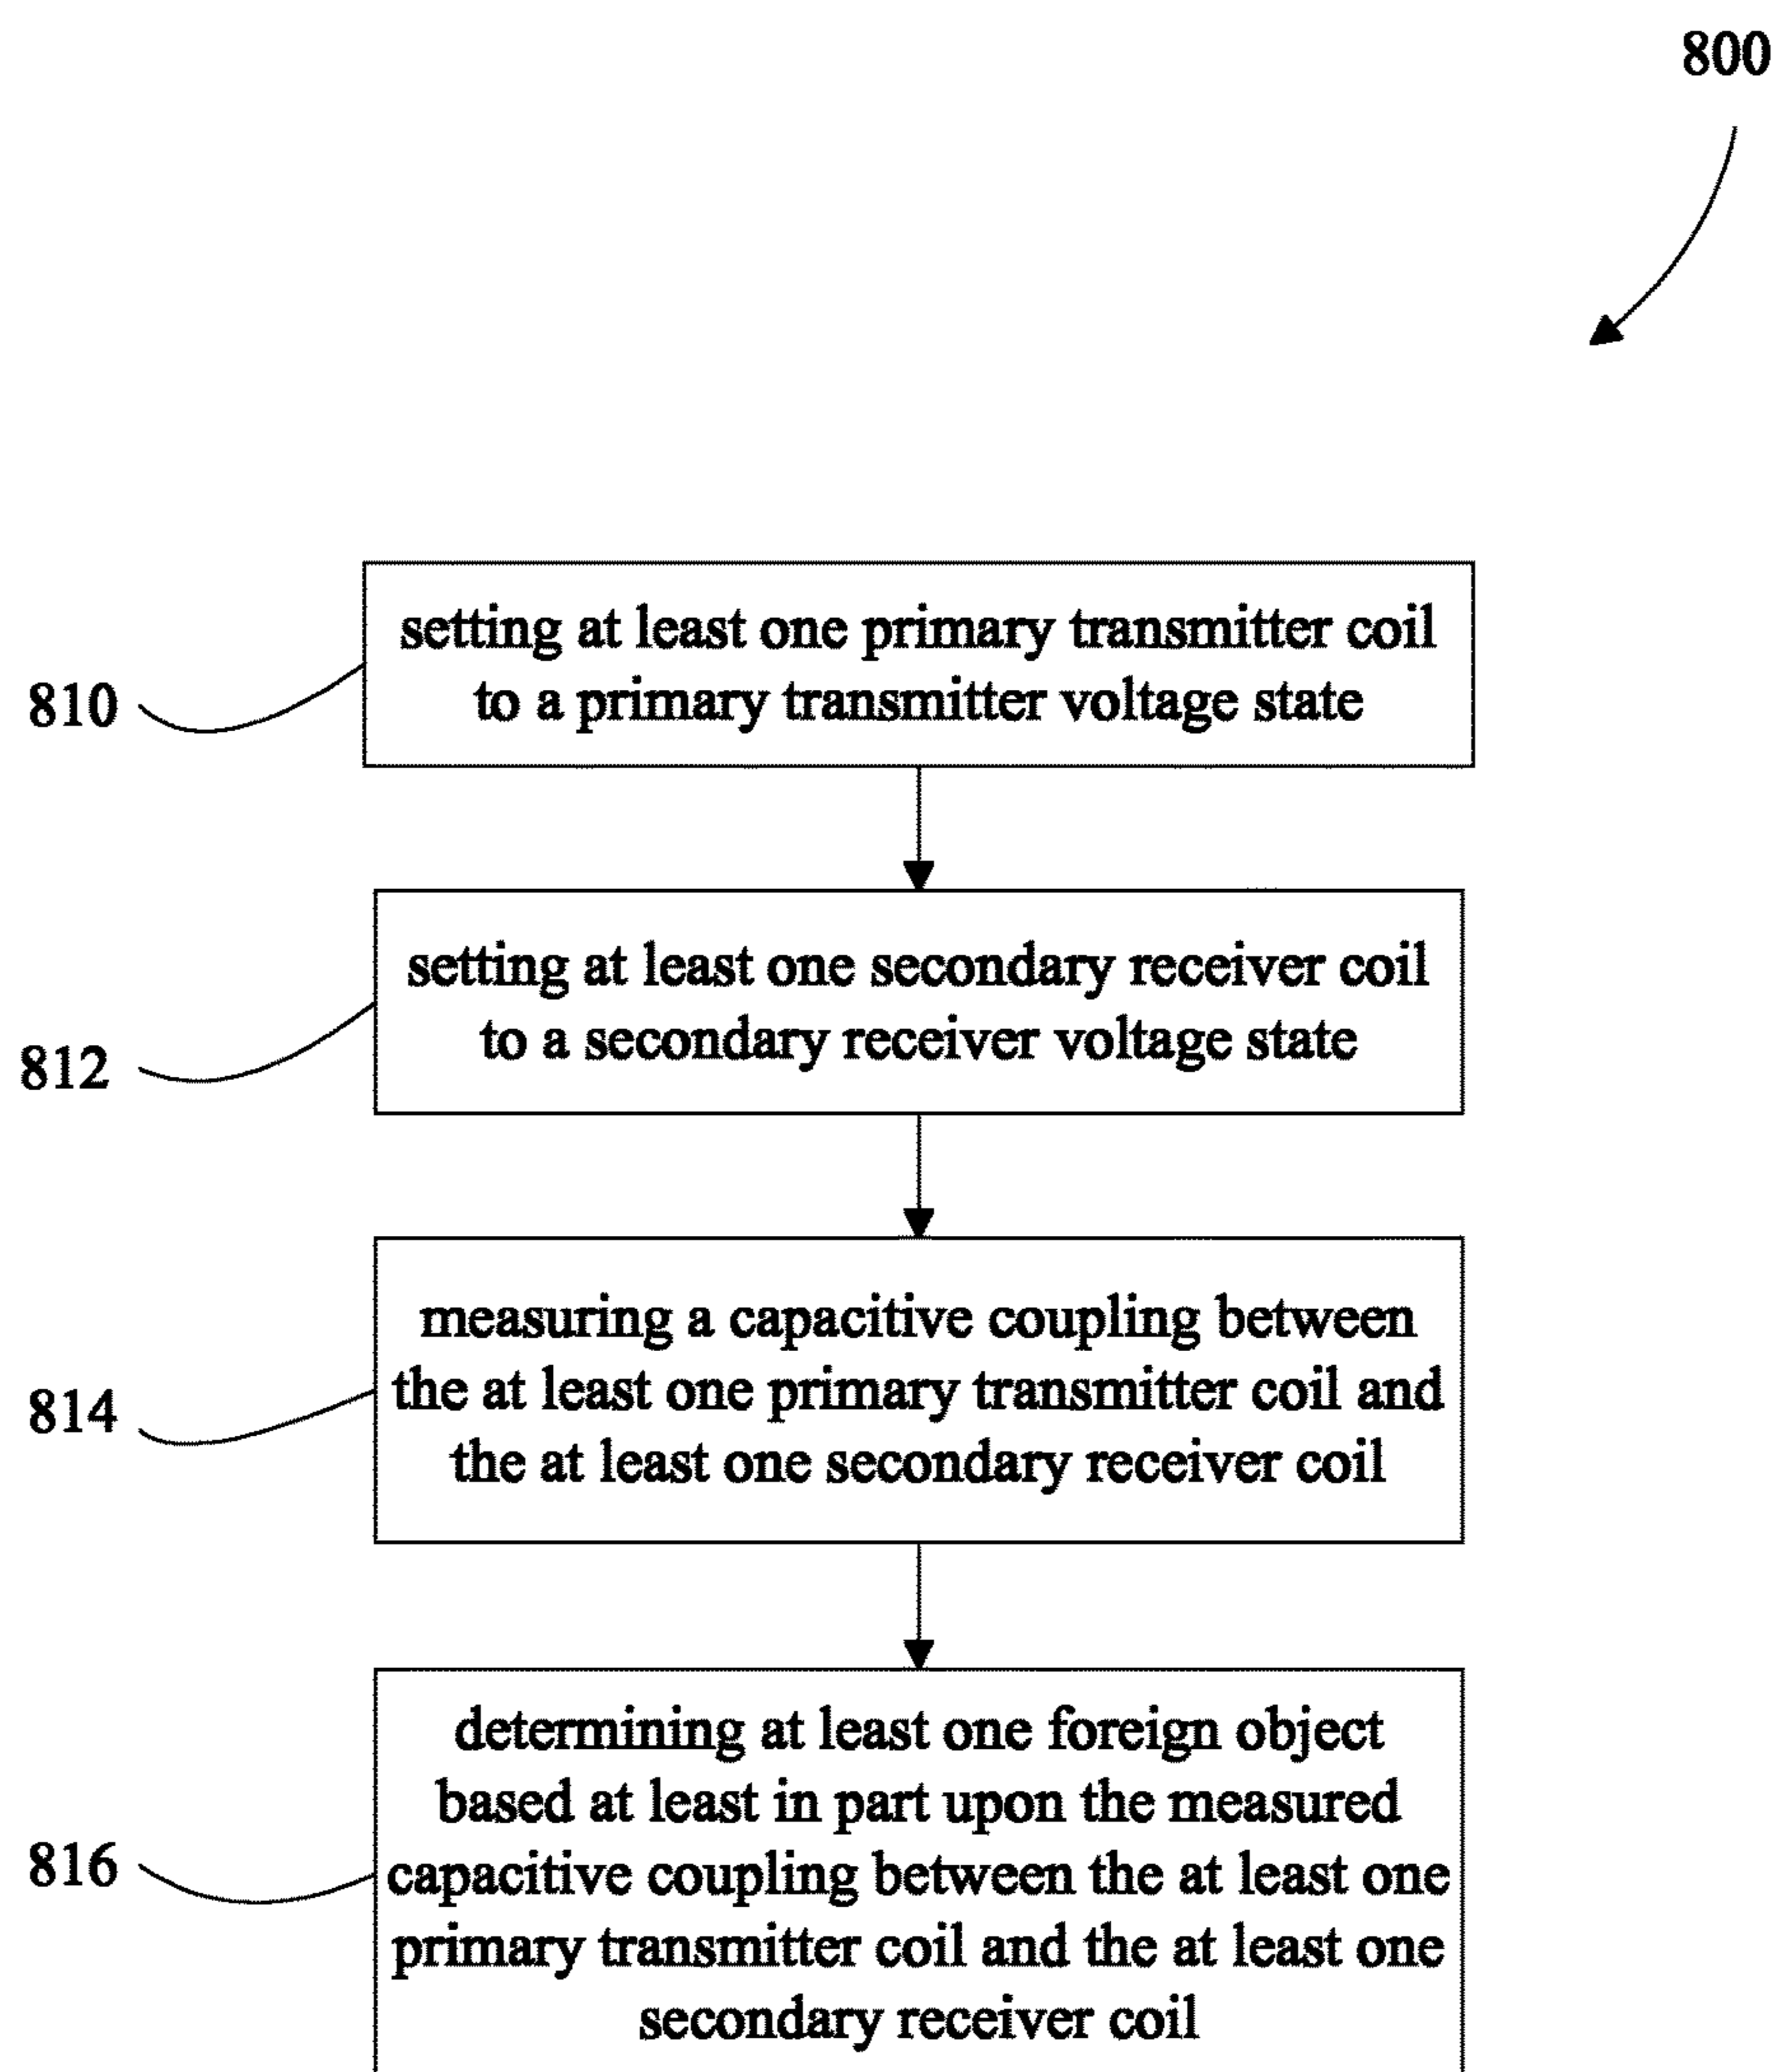 800
810
setting at least one primary transmitter coil
to a primary transmitter voltage state
812
setting at least one secondary receiver coil
to a secondary receiver voltage state
814
measuring a capacitive coupling between
the at least one primary transmitter coil and
the at least one secondary receiver coil
816
determining at least one foreign object
based at least in part upon the measured
capacitive coupling between the at least one
primary transmitter coil and the at least one
secondary receiver coil